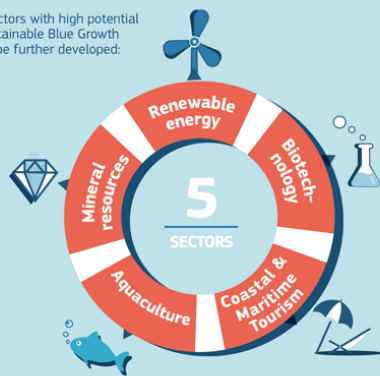 ctors with high potential
tainable Blue Growth
be further developed:
Renewable
energy
Biotech-
nology
Coastal &
Maritime
Tourism
Aquaculture
Mineral
resources
5
SECTORS